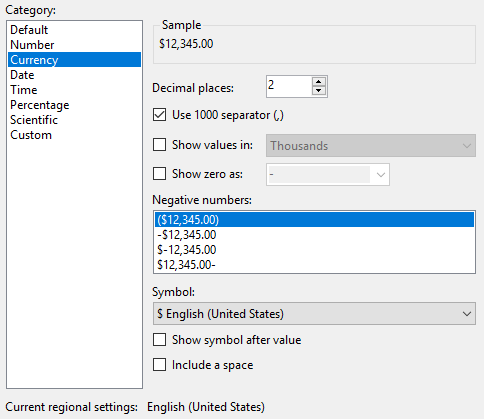 Category:
Default
Number
Currency
Date
Time
Percentage
Scientific
Custom
Sample
$12,345.00
Decimal places:
2
Use 1000 separator (,)
Show values in:
Thousands
Show zero as:
-
Negative numbers:
($12,345.00)
-$12,345.00
$-12,345.00
$12,345.00-
Symbol:
$ English (United States)
Show symbol after value
Include a space
Current regional settings: English (United States)